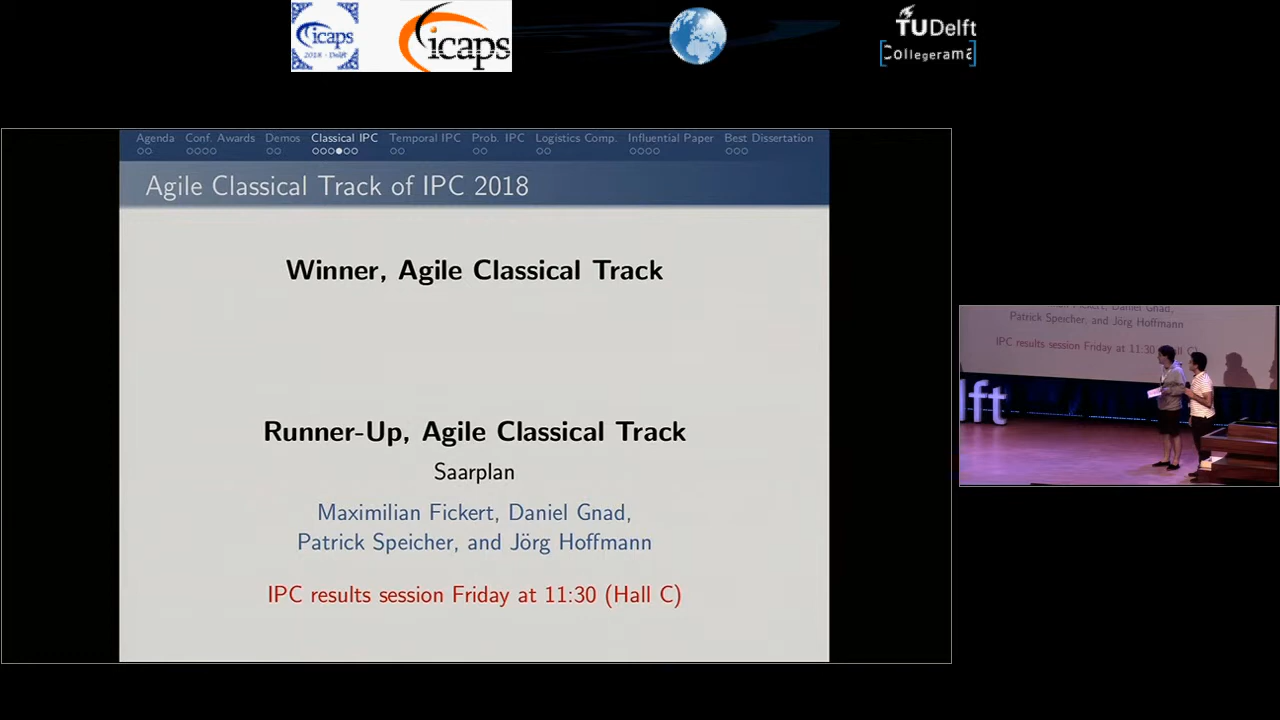 icaps
2018 - Delft
icaps
TUDelft
Collegerama
Agenda Conf. Awards Demos Classical IPC Temporal IPC Prob. IPC Logistics Comp. Influential Paper Best Dissertation
Agile Classical Track of IPC 2018
Winner, Agile Classical Track
Runner-Up, Agile Classical Track
Saarplan
Maximilian Fickert, Daniel Gnad,
Patrick Speicher, and Jörg Hoffmann
IPC results session Friday at 11:30 (Hall C)
Daniel Gnad,
Patrick Speicher, and Jörg Hoffmann
IPC results session Friday at 11:30 (Hall C)
lft